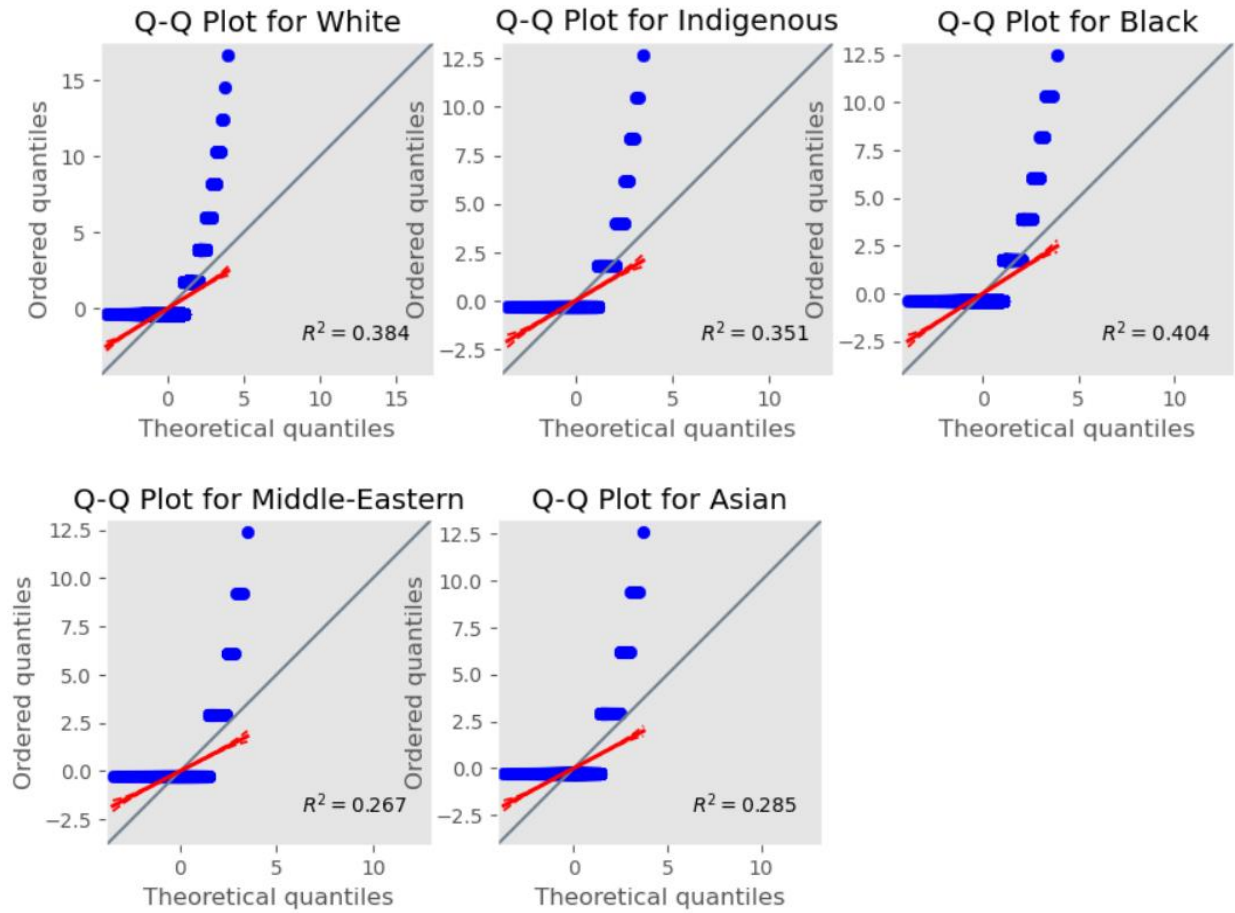 Q-Q Plot for White
Q-Q Plot for Indigenous
Q-Q Plot for Black
Ordered quantiles
15
10
5
0
R² = 0.384
0 5 10 15
Theoretical quantiles
Ordered quantiles
12.5
10.0
7.5
5.0
2.5
0.0
−2.5
R² = 0.351
0 5 10
Theoretical quantiles
Ordered quantiles
12.5
10.0
7.5
5.0
2.5
0.0
−2.5
R² = 0.404
0 5 10
Theoretical quantiles
Q-Q Plot for Middle-Eastern
Q-Q Plot for Asian
Ordered quantiles
12.5
10.0
7.5
5.0
2.5
0.0
−2.5
R² = 0.267
0 5 10
Theoretical quantiles
Ordered quantiles
12.5
10.0
7.5
5.0
2.5
0.0
−2.5
R² = 0.285
0 5 10
Theoretical quantiles